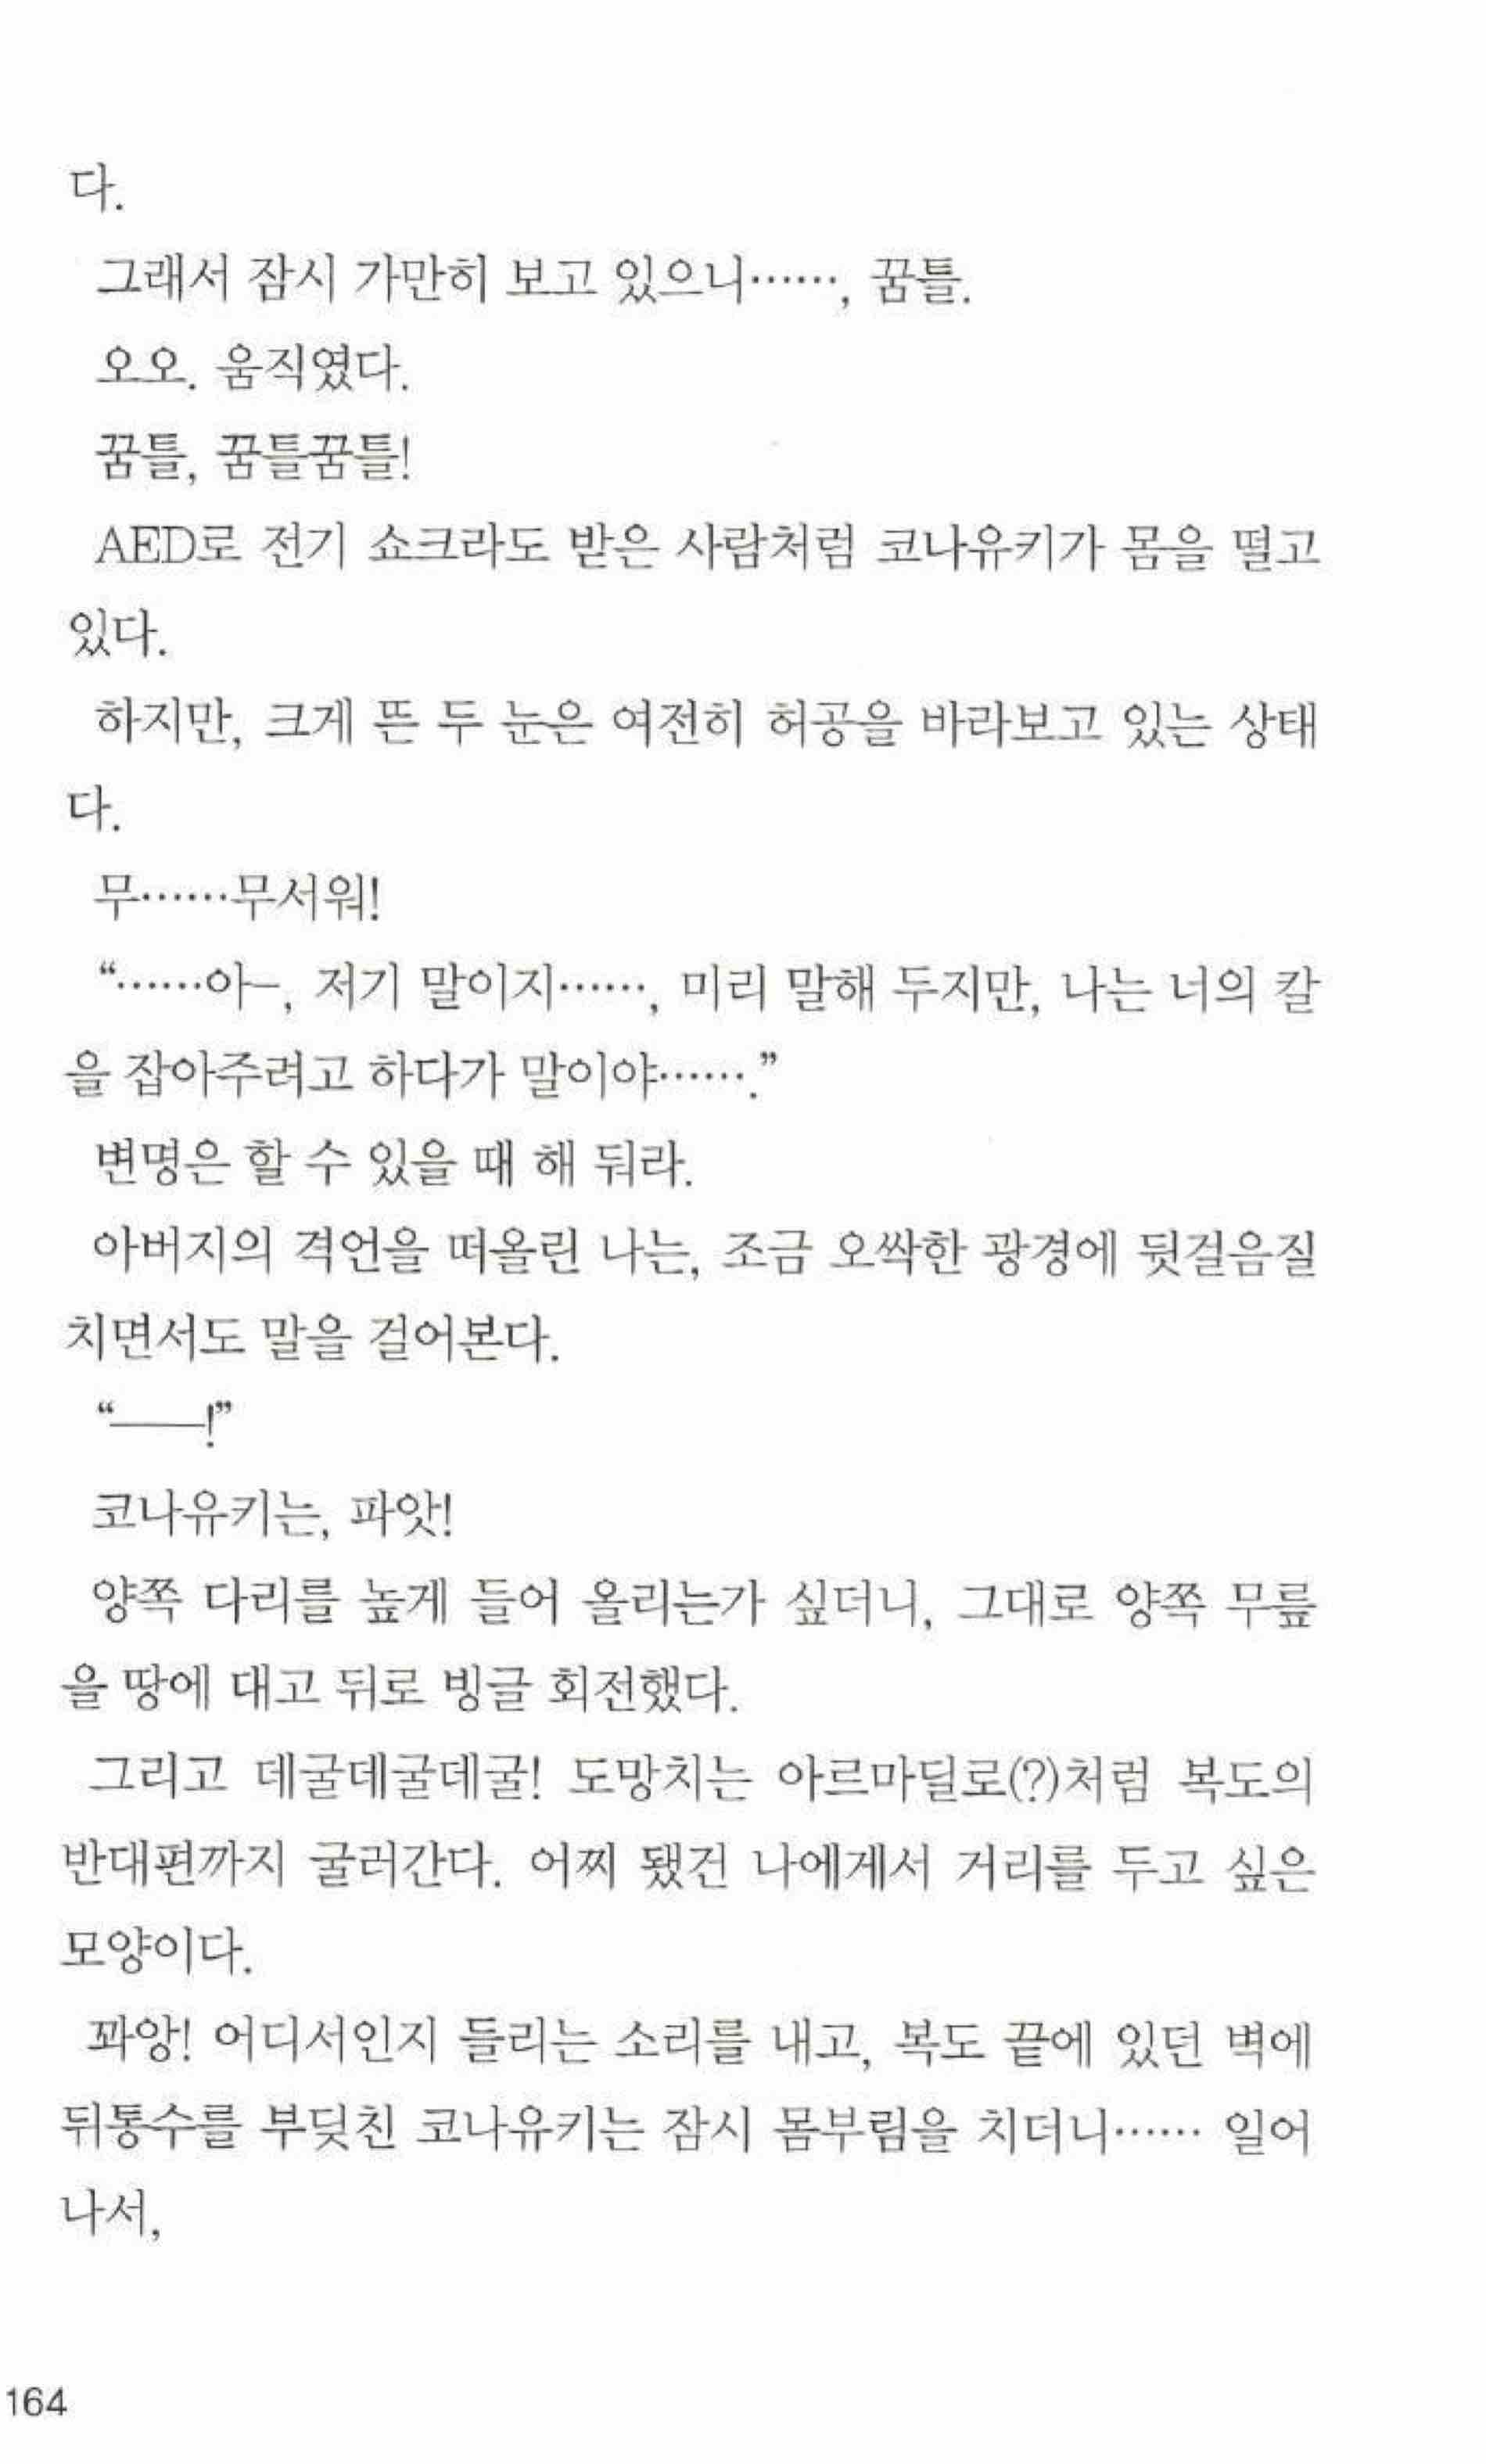 다.
그래서 잠시 가만히 보고 있으니……, 꿈틀.
오오. 움직였다.
꿈틀, 꿈틀꿈틀!
AED로 전기 쇼크라도 받은 사람처럼 코나유키가 몸을 떨고
있다.
하지만, 크게 뜬 두 눈은 여전히 허공을 바라보고 있는 상태
다.
무……무서워!
“……아―, 저기 말이지……, 미리 말해 두지만, 나는 너의 칼
을 잡아주려고 하다가 말이야…….”
변명은 할 수 있을 때 해 둬라.
아버지의 격언을 떠올린 나는, 조금 오싹한 광경에 뒷걸음질
치면서도 말을 걸어본다.
“――!”
코나유키는, 파앗!
양쪽 다리를 높게 들어 올리는가 싶더니, 그대로 양쪽 무릎
을 땅에 대고 뒤로 빙글 회전했다.
그리고 데굴데굴데굴! 도망치는 아르마딜로(?)처럼 복도의
반대편까지 굴러간다. 어찌 됐건 나에게서 거리를 두고 싶은
모양이다.
꽈앙! 어디서인지 들리는 소리를 내고, 복도 끝에 있던 벽에
뒤통수를 부딪친 코나유키는 잠시 몸부림을 치더니…… 일어
나서,
164